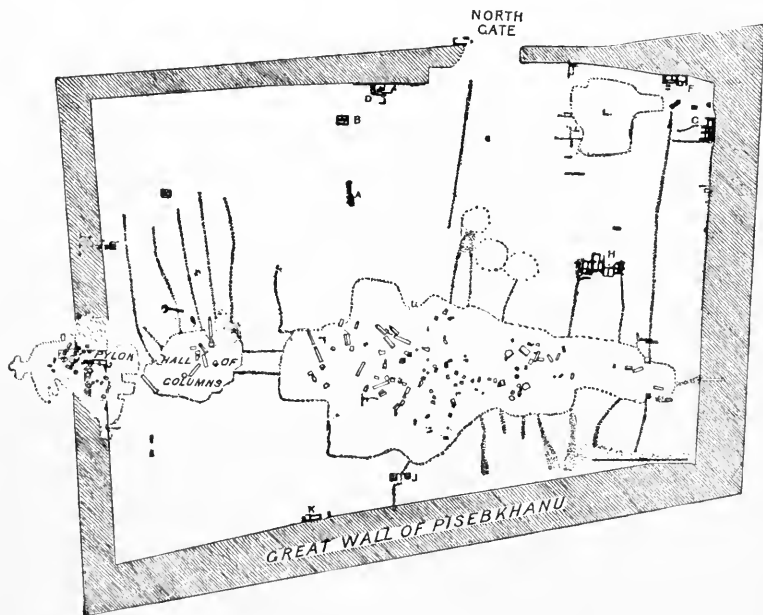 NORTH
GATE
D
E
F
B
L
C
A
H
PYLON
HALL OF
COLUMNS
J
K
GREAT WALL OF PISEBKHANU